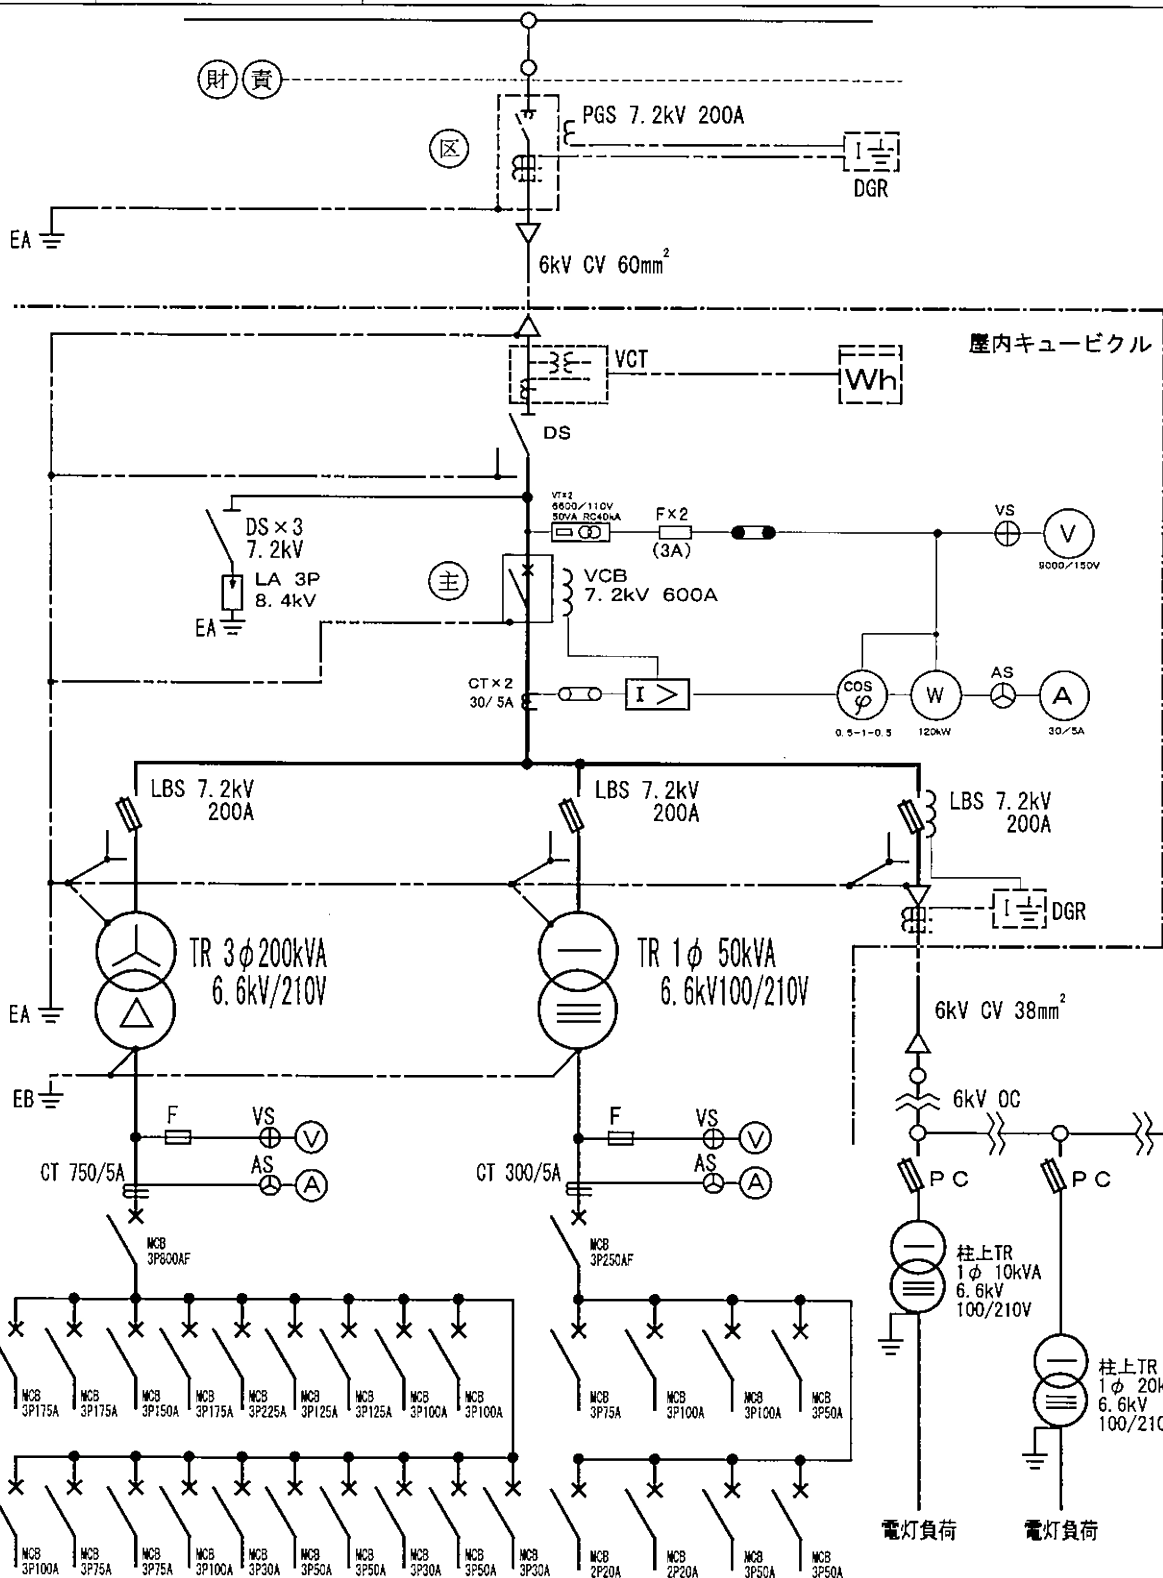 財 責
PGS 7.2kV 200A
区
I
DGR
EA
6kV CV 60mm²
屋内キュービクル
VCT
Wh
DS
VT×2
6600/110V
50VA RC40kA
F×2
(3A)
VS
V
9000/150V
DS×3
7.2kV
LA 3P
8.4kV
EA
主
VCB
7.2kV 600A
CT×2
30/5A
I >
COS
φ
0.5-1-0.5
W
120kW
AS
A
30/5A
LBS 7.2kV
200A
LBS 7.2kV
200A
LBS 7.2kV
200A
I
DGR
TR 3φ200kVA
6.6kV/210V
TR 1φ 50kVA
6.6kV100/210V
EA
6kV CV 38mm²
EB
6kV OC
F
VS
V
CT 750/5A
AS
A
F
VS
V
CT 300/5A
AS
A
PC
PC
MCB
3P800AF
MCB
3P250AF
柱上TR
1φ 10kVA
6.6kV
100/210V
柱上TR
1φ 20k
6.6kV
100/210
MCB
3P175A
MCB
3P175A
MCB
3P150A
MCB
3P175A
MCB
3P225A
MCB
3P125A
MCB
3P125A
MCB
3P100A
MCB
3P100A
MCB
3P75A
MCB
3P100A
MCB
3P100A
MCB
3P50A
電灯負荷
電灯負荷
MCB
3P100A
MCB
3P75A
MCB
3P75A
MCB
3P100A
MCB
3P30A
MCB
3P50A
MCB
3P50A
MCB
3P30A
MCB
3P50A
MCB
3P30A
MCB
2P20A
MCB
2P20A
MCB
3P50A
MCB
3P50A